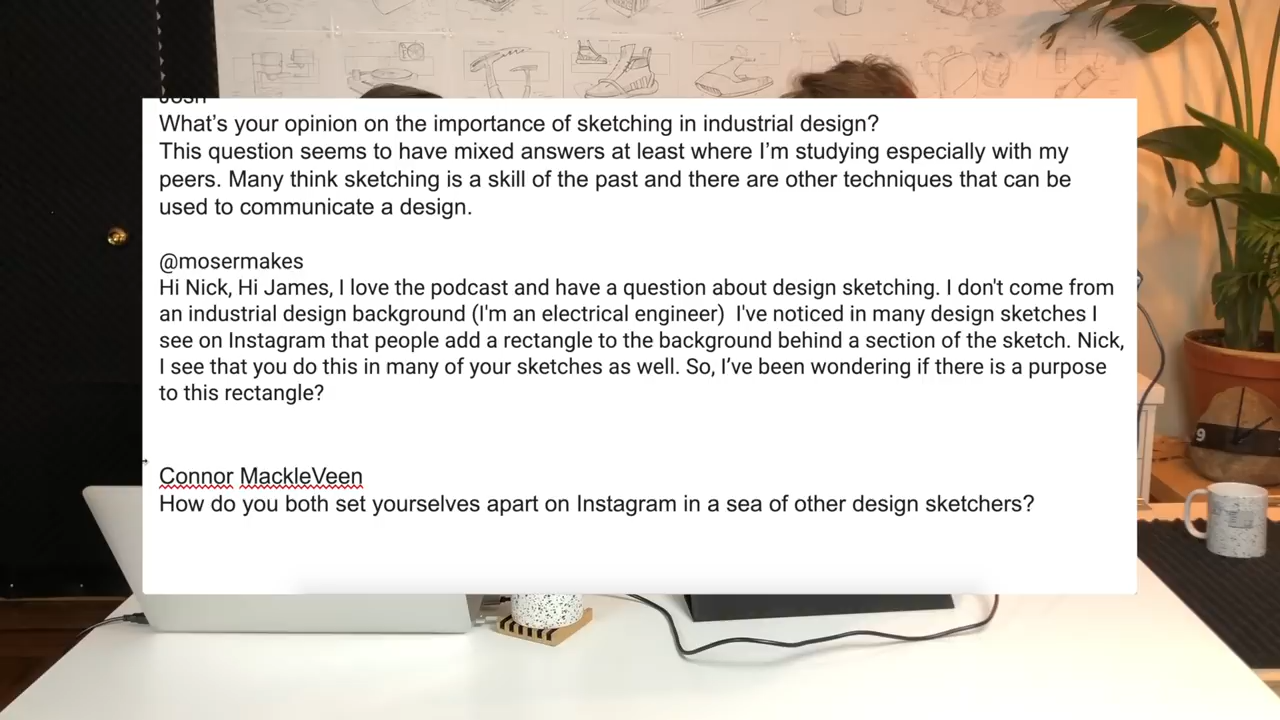 Josh
What's your opinion on the importance of sketching in industrial design?
This question seems to have mixed answers at least where I'm studying especially with my
peers. Many think sketching is a skill of the past and there are other techniques that can be
used to communicate a design.
@mosermakes
Hi Nick, Hi James, I love the podcast and have a question about design sketching. I don't come from
an industrial design background (I'm an electrical engineer)  I've noticed in many design sketches I
see on Instagram that people add a rectangle to the background behind a section of the sketch. Nick,
I see that you do this in many of your sketches as well. So, I've been wondering if there is a purpose
to this rectangle?
Connor MackleVeen
How do you both set yourselves apart on Instagram in a sea of other design sketchers?
9